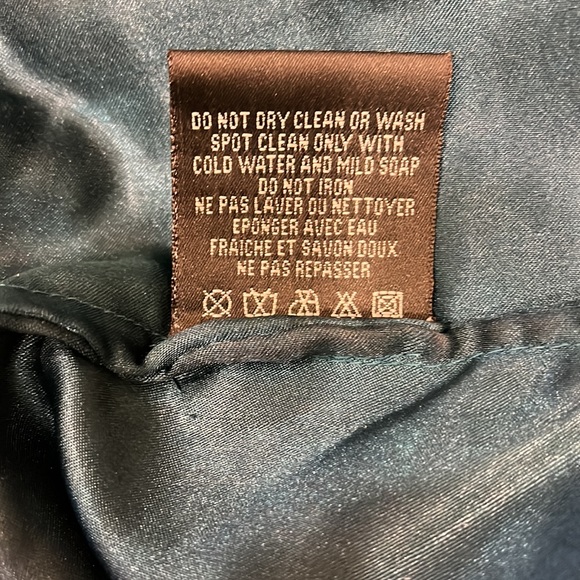 DO NOT DRY CLEAN OR WASH
SPOT CLEAN ONLY WITH
COLD WATER AND MILD SOAP
DO NOT IRON
NE PAS LAVER OU NETTOYER
EPONGER AVEC EAU
FRAICHE ET SAVON DOUX
NE PAS REPASSER